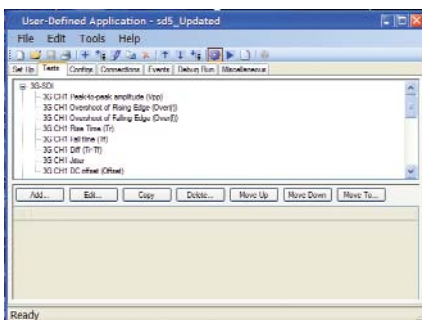 User-Defined Application - sd5_Updated
File Edit Tools Help
Set Up Tests Configs Connections Events Debug Run Miscellaneous
3G-SDI
3G CH1 Peak-to-peak amplitude (Vpp)
3G CH1 Overshoot of Rising Edge (Over(r))
3G CH1 Overshoot of Falling Edge (Over(f))
3G CH1 Rise Time (Tr)
3G CH1 Fall time (Tf)
3G CH1 Diff (Tr-Tf)
3G CH1 Jitter
3G CH1 DC offset (Offset)
Add... Edit... Copy Delete... Move Up Move Down Move To...
Ready